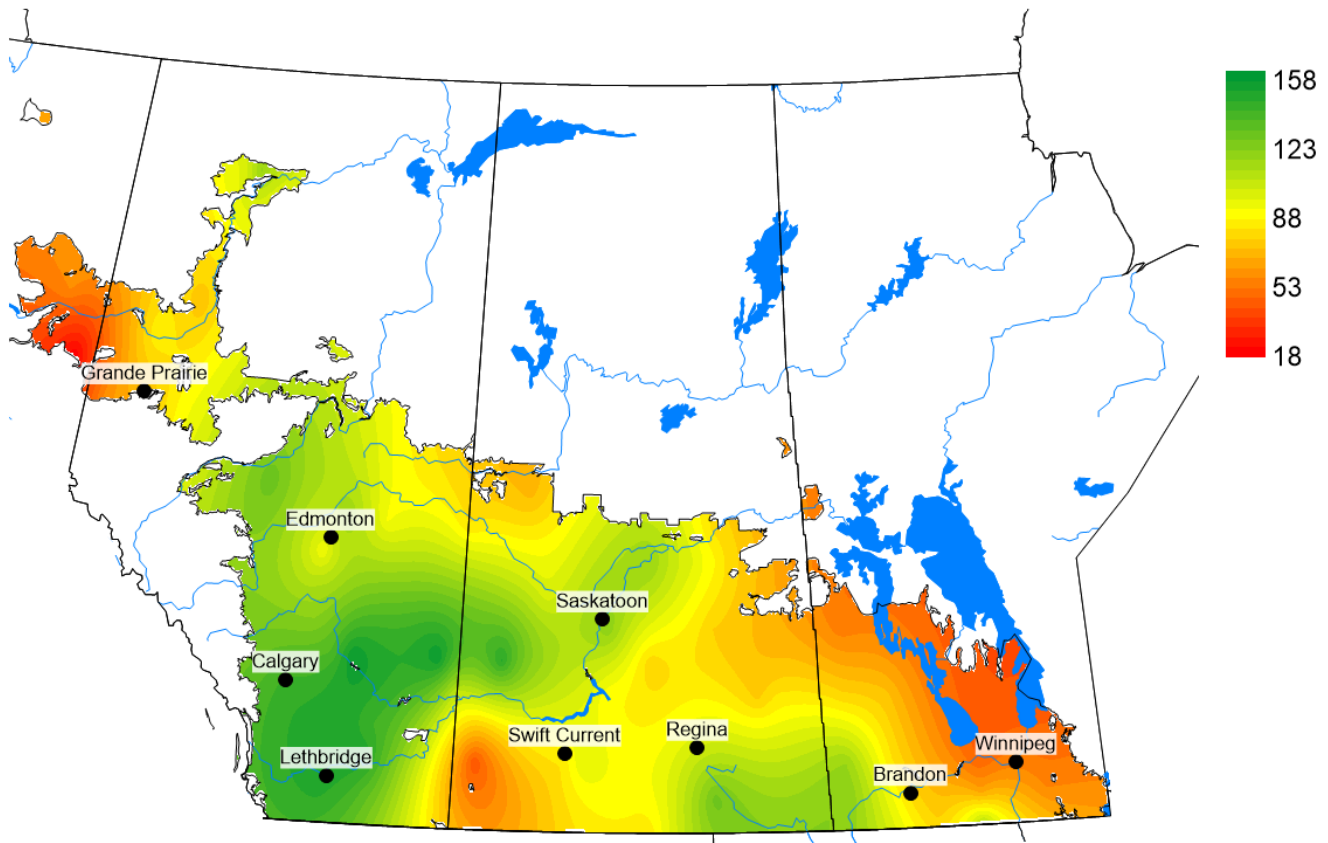 158
123
88
53
18
Grande Prairie
Edmonton
Saskatoon
Calgary
Swift Current
Regina
Lethbridge
Winnipeg
Brandon